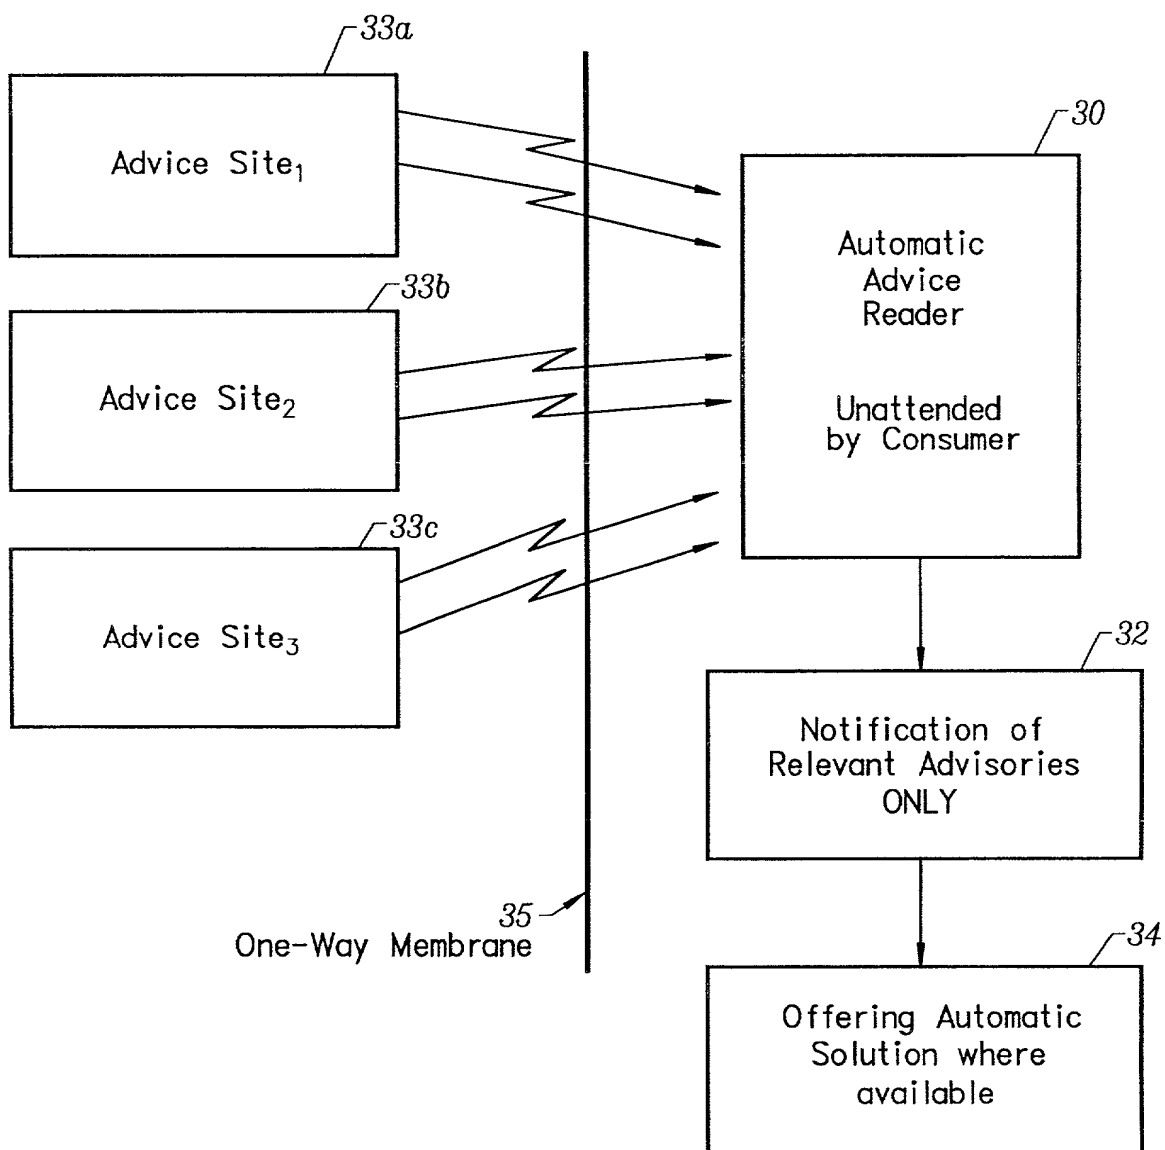 33a
Advice Site₁
33b
Advice Site₂
33c
Advice Site₃
30
Automatic
Advice
Reader
Unattended
by Consumer
32
Notification of
Relevant Advisories
ONLY
35
One-Way Membrane
34
Offering Automatic
Solution where
available